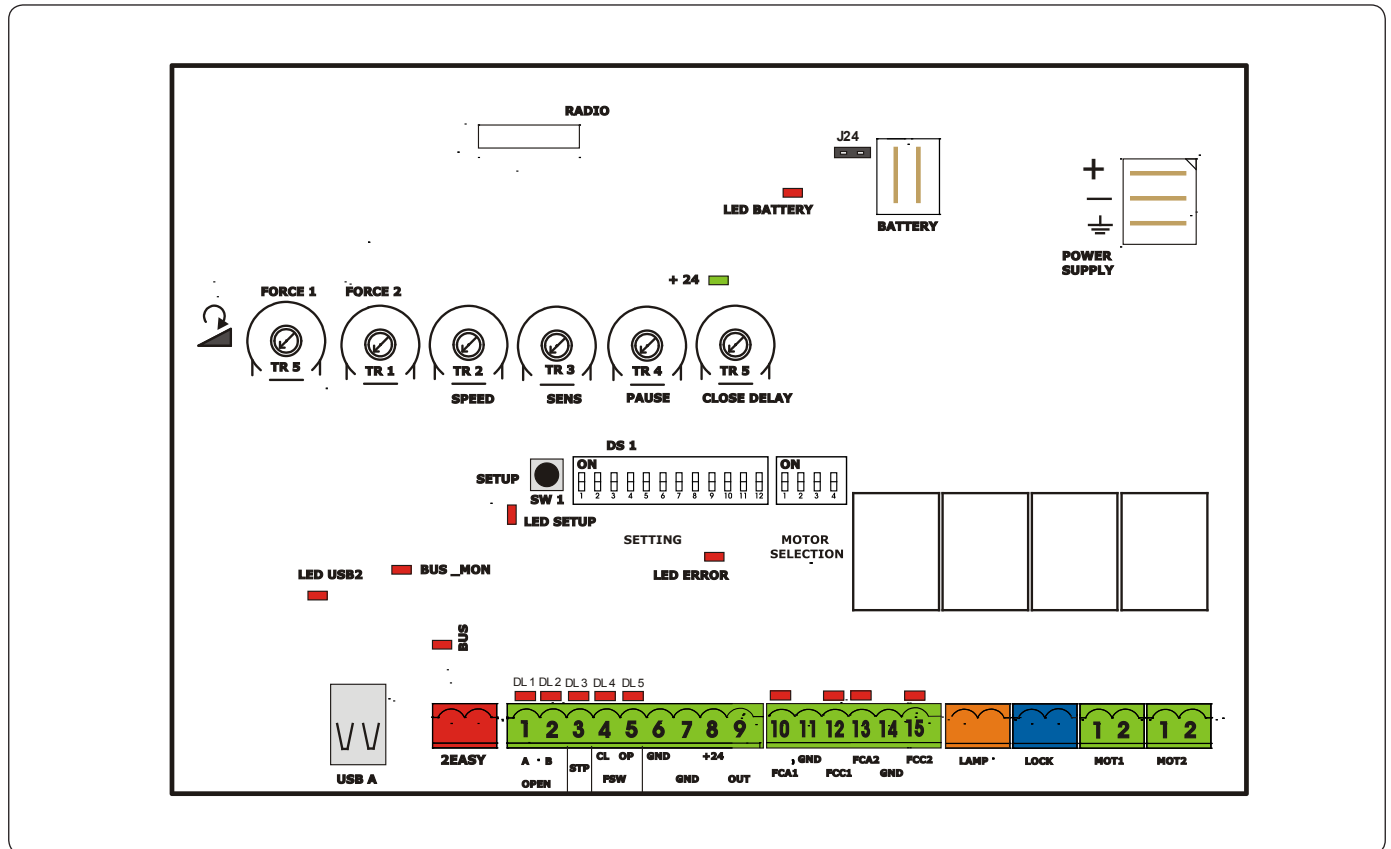 RADIO
J24
LED BATTERY
BATTERY
+
—
POWER
SUPPLY
+ 24
FORCE 1
FORCE 2
TR 5
TR 1
TR 2
TR 3
TR 4
TR 5
SPEED
SENS
PAUSE
CLOSE DELAY
DS 1
SETUP
SW 1
ON
1 2 3 4 5 6 7 8 9 10 11 12
ON
1 2 3 4
LED SETUP
SETTING
MOTOR
SELECTION
LED ERROR
LED USB2
BUS _MON
BUS
DL 1 DL 2 DL 3 DL 4 DL 5
1 2 3 4 5 6 7 8 9
10 11 12 13 14 15
1 2
1 2
USB A
2EASY
A B
OPEN
STP
CL OP
FSW
GND
GND
+24
OUT
FCA1
GND
FCC1
FCA2
GND
FCC2
LAMP
LOCK
MOT1
MOT2